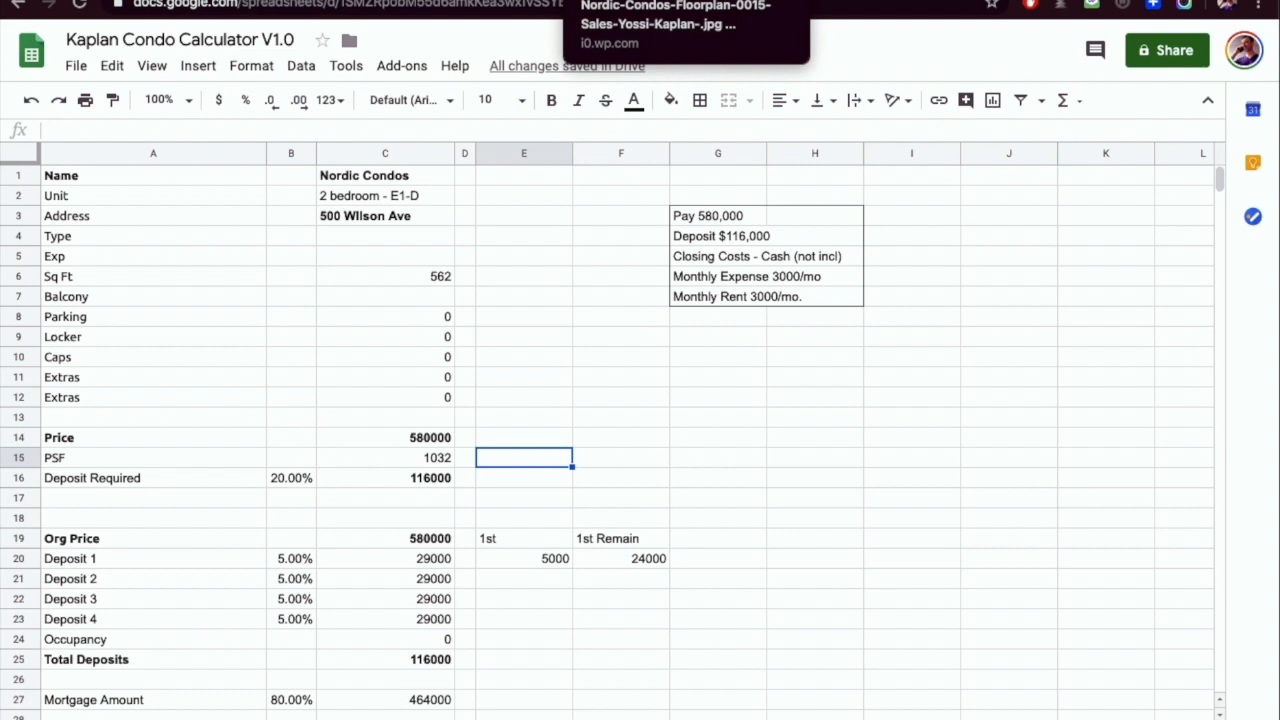 docs.google.com/spreadsheets/d/
Nordic-Condos-Floorplan-0015-
Sales-Yossi-Kaplan-.jpg ...
i0.wp.com
Kaplan Condo Calculator V1.0
File Edit View Insert Format Data Tools Add-ons Help All changes saved in Drive
Share
100% $ % .0 .00 123 Default (Ari... 10 B I S A
31
fx
A B C D E F G H I J K L
1 Name Nordic Condos
2 Unit 2 bedroom - E1-D
3 Address 500 WIlson Ave Pay 580,000
4 Type Deposit $116,000
5 Exp Closing Costs - Cash (not incl)
6 Sq Ft 562 Monthly Expense 3000/mo
7 Balcony Monthly Rent 3000/mo.
8 Parking 0
9 Locker 0
10 Caps 0
11 Extras 0
12 Extras 0
13
14 Price 580000
15 PSF 1032
16 Deposit Required 20.00% 116000
17
18
19 Org Price 580000 1st 1st Remain
20 Deposit 1 5.00% 29000 5000 24000
21 Deposit 2 5.00% 29000
22 Deposit 3 5.00% 29000
23 Deposit 4 5.00% 29000
24 Occupancy 0
25 Total Deposits 116000
26
27 Mortgage Amount 80.00% 464000
28